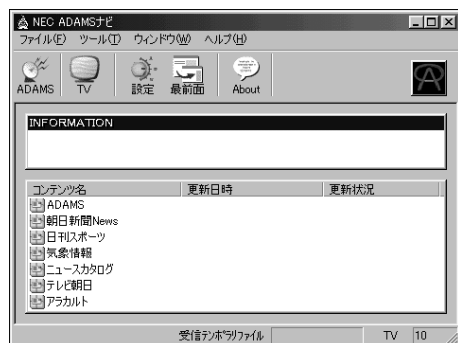 NEC ADAMSナビ
ファイル(F) ツール(T) ウィンドウ(W) ヘルプ(H)
ADAMS TV 設定 最前面 About
INFORMATION
コンテンツ名 更新日時 更新状況
ADAMS
朝日新聞News
日刊スポーツ
気象情報
ニュースカタログ
テレビ朝日
アラカルト
受信テンポラリファイル TV 10